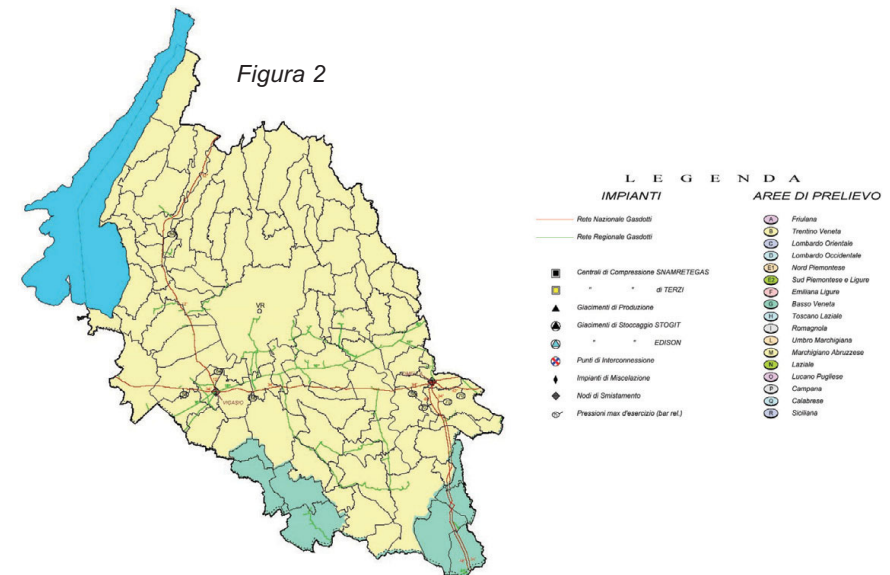 Figura 2
VR
VIGASIO
L E G E N D A
IMPIANTI
Rete Nazionale Gasdotti
Rete Regionale Gasdotti
Centrali di Compressione SNAMRETEGAS
" " di TERZI
Giacimenti di Produzione
Giacimenti di Stoccaggio STOGIT
" " EDISON
Punti di Interconnessione
Impianti di Miscelazione
Nodi di Smistamento
Pressioni max d'esercizio (bar rel.)
AREE DI PRELIEVO
A Friulana
B Trentino Veneta
C Lombardo Orientale
D Lombardo Occidentale
E1 Nord Piemontese
E2 Sud Piemontese e Ligure
F Emiliana Ligure
G Basso Veneta
H Toscano Laziale
I Romagnola
L Umbro Marchigiana
M Marchigiano Abruzzese
N Laziale
O Lucano Pugliese
P Campana
Q Calabrese
R Siciliana